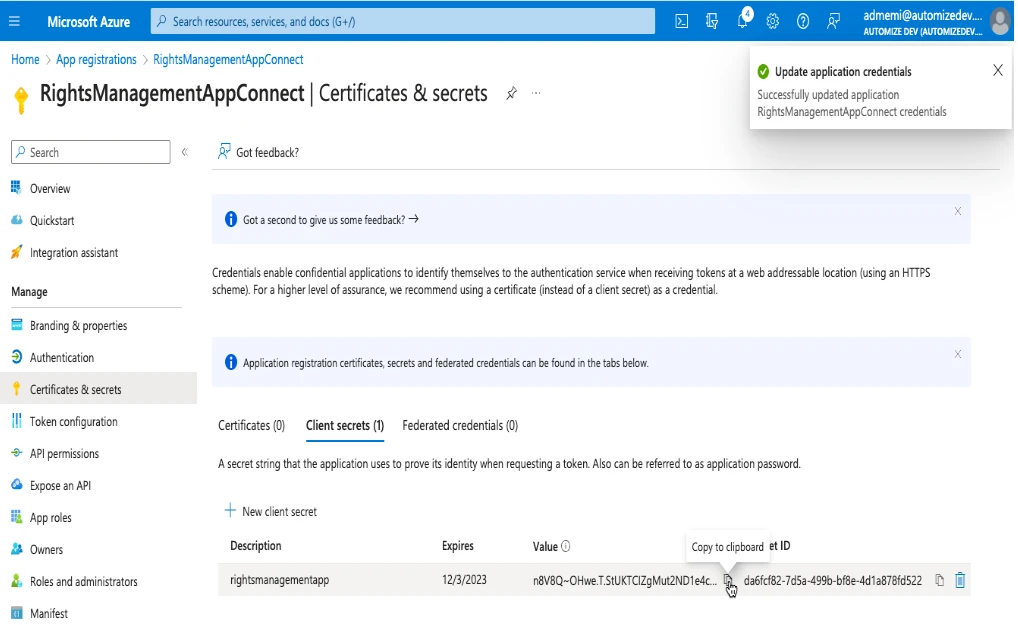 Microsoft Azure
Search resources, services, and docs (G+/)
4
admemi@automizedev....
AUTOMIZE DEV (AUTOMIZEDEV....
Home > App registrations > RightsManagementAppConnect
RightsManagementAppConnect | Certificates & secrets
...
Update application credentials
X
Successfully updated application
RightsManagementAppConnect credentials
Search
«
Got feedback?
Overview
Quickstart
Integration assistant
Manage
Branding & properties
Authentication
Certificates & secrets
Token configuration
API permissions
Expose an API
App roles
Owners
Roles and administrators
Manifest
Got a second to give us some feedback? →
Credentials enable confidential applications to identify themselves to the authentication service when receiving tokens at a web addressable location (using an HTTPS
scheme). For a higher level of assurance, we recommend using a certificate (instead of a client secret) as a credential.
Application registration certificates, secrets and federated credentials can be found in the tabs below.
Certificates (0) Client secrets (1) Federated credentials (0)
A secret string that the application uses to prove its identity when requesting a token. Also can be referred to as application password.
+ New client secret
Copy to clipboard
Description Expires Value et ID
rightsmanagementapp 12/3/2023 n8V8Q~OHwe.T.StUKTClZgMut2ND1e4c... da6fcf82-7d5a-499b-bf8e-4d1a878fd522